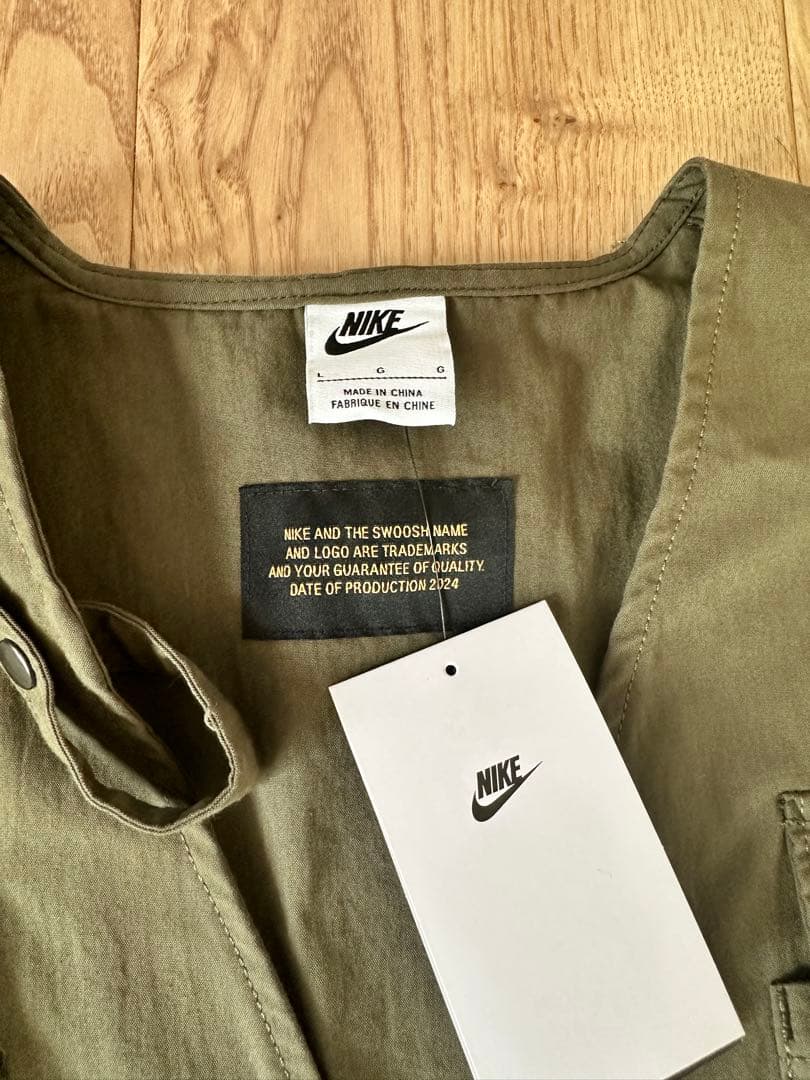 NIKE
L G G
MADE IN CHINA
FABRIQUE EN CHINE
NIKE AND THE SWOOSH NAME
AND LOGO ARE TRADEMARKS
AND YOUR GUARANTEE OF QUALITY.
DATE OF PRODUCTION 2024
NIKE